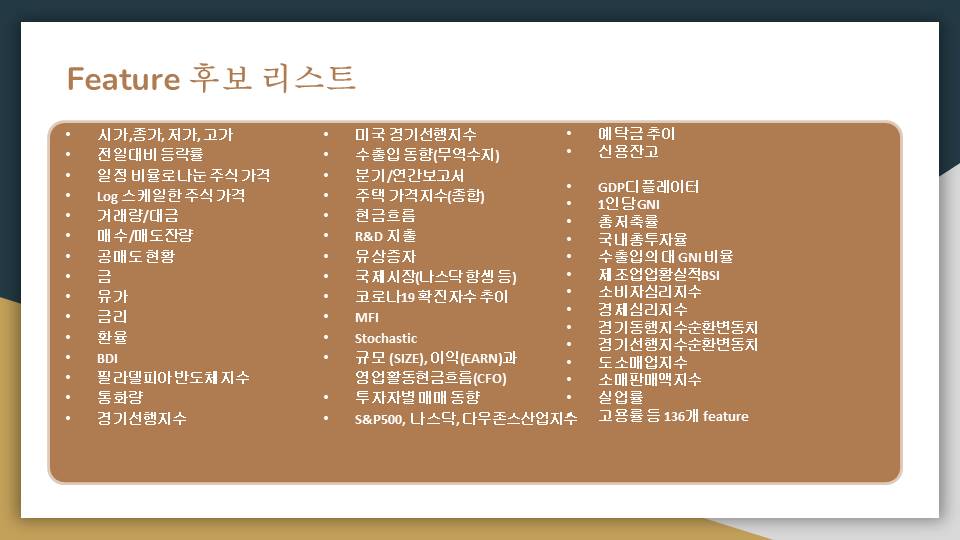 Feature 후보 리스트
• 시가,종가, 저가, 고가
• 전일대비 등락률
• 일정 비율로 나눈 주식 가격
• Log 스케일한 주식 가격
• 거래량/대금
• 매수/매도잔량
• 공매도 현황
• 금
• 유가
• 금리
• 환율
• BDI
• 필라델피아 반도체 지수
• 통화량
• 경기선행지수
• 미국 경기선행지수
• 수출입 동향(무역수지)
• 분기/연간보고서
• 주택 가격지수(종합)
• 현금흐름
• R&D 지출
• 유상증자
• 국제시장(나스닥 항셍 등)
• 코로나19 확진자수 추이
• MFI
• Stochastic
• 규모 (SIZE), 이익(EARN)과
영업활동현금흐름(CFO)
• 투자자별 매매 동향
• S&P500, 나스닥, 다우존스산업지수
• 예탁금 추이
• 신용잔고
• GDP디플레이터
• 1인당 GNI
• 총저축률
• 국내총투자율
• 수출입의 대 GNI 비율
• 제조업업황실적BSI
• 소비자심리지수
• 경제심리지수
• 경기동행지수순환변동치
• 경기선행지수순환변동치
• 도소매업지수
• 소매판매액지수
• 실업률
• 고용률 등 136개 feature